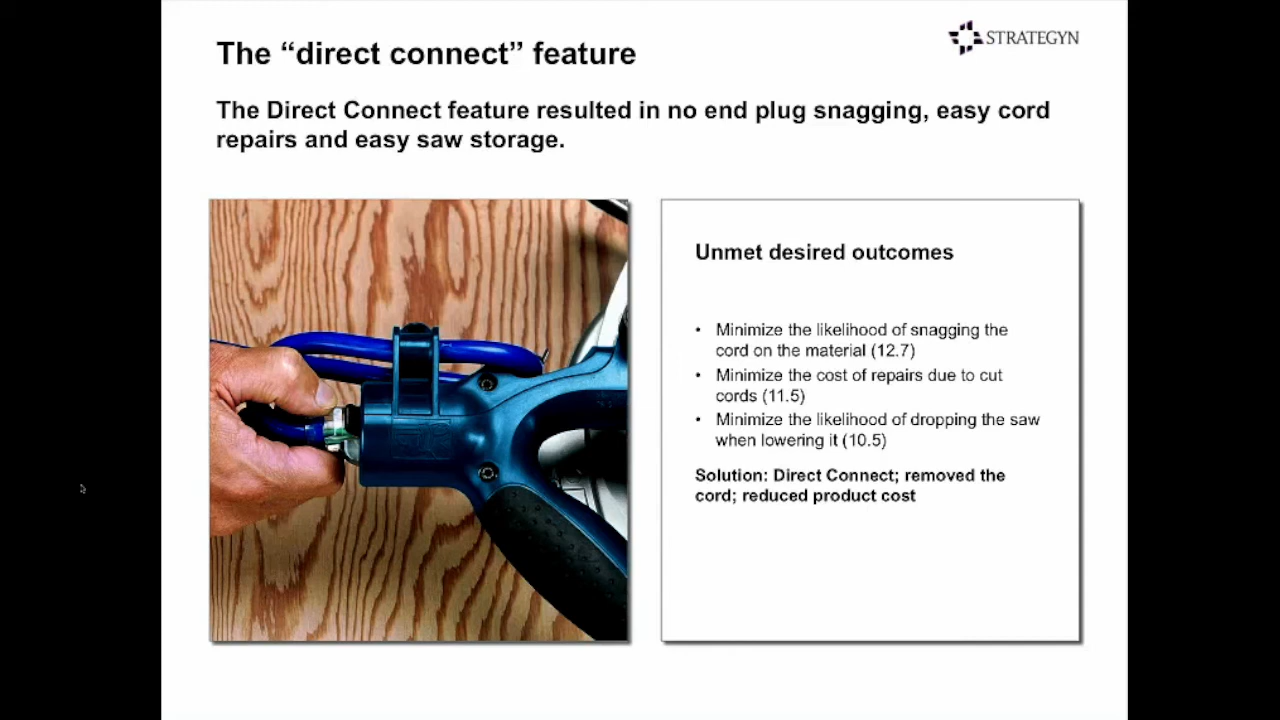 STRATEGYN
The “direct connect” feature
The Direct Connect feature resulted in no end plug snagging, easy cord
repairs and easy saw storage.
Unmet desired outcomes
• Minimize the likelihood of snagging the
cord on the material (12.7)
• Minimize the cost of repairs due to cut
cords (11.5)
• Minimize the likelihood of dropping the saw
when lowering it (10.5)
Solution: Direct Connect; removed the
cord; reduced product cost